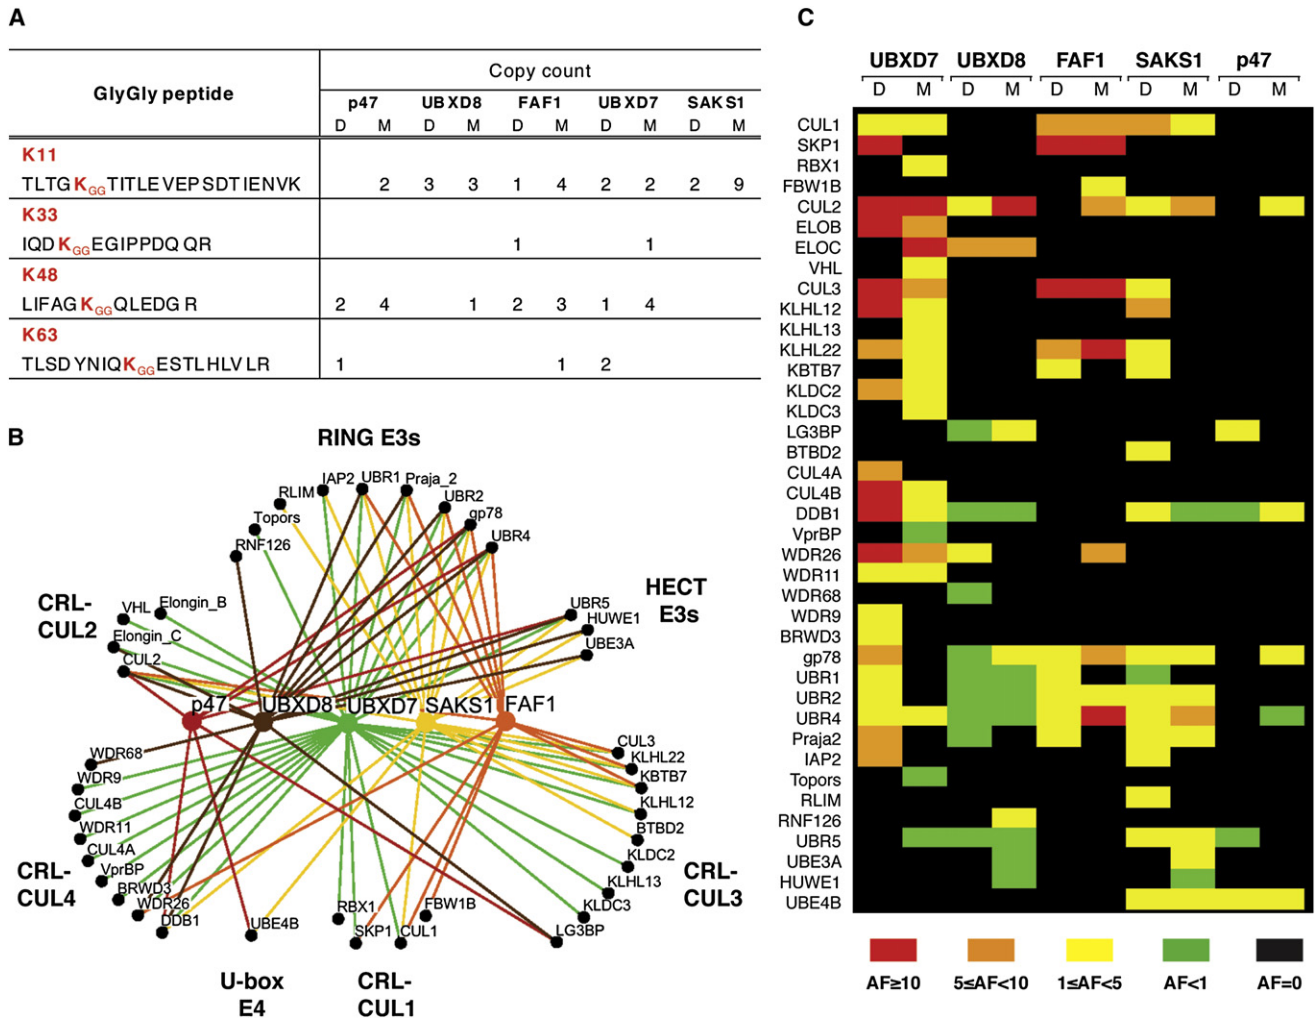 A
GlyGly peptide
Copy count
p47 UBXD8 FAF1 UBXD7 SAKS1
D M D M D M D M D M
K11
TLTGKGGTITLEVEPSDTIENVK 2 3 3 1 4 2 2 2 9
K33
IQDKGGEGIPPDQQR 1 1
K48
LIFAGKGGQLEDGR 2 4 1 2 3 1 4
K63
TLSDYNIQKGGESTLHLVLR 1 1 2
B
RING E3s
IAP2 UBR1 Praja_2
RLIM
UBR2
gp78
Topors
UBR4
RNF126
HECT
E3s
UBR5
HUWE1
UBE3A
CRL-
CUL2
VHL Elongin_B
Elongin_C
CUL2
p47 UBXD8 UBXD7 SAKS1 FAF1
WDR68
WDR9
CUL4B
WDR11
CUL4A
VprBP
BRWD3
WDR26
DDB1
CRL-
CUL4
UBE4B
U-box
E4
RBX1
SKP1 CUL1
FBW1B
CRL-
CUL1
LG3BP
CUL3
KLHL22
KBTB7
KLHL12
BTBD2
KLDC2
KLHL13
KLDC3
CRL-
CUL3
C
UBXD7 UBXD8 FAF1 SAKS1 p47
D M D M D M D M D M
CUL1
SKP1
RBX1
FBW1B
CUL2
ELOB
ELOC
VHL
CUL3
KLHL12
KLHL13
KLHL22
KBTB7
KLDC2
KLDC3
LG3BP
BTBD2
CUL4A
CUL4B
DDB1
VprBP
WDR26
WDR11
WDR68
WDR9
BRWD3
gp78
UBR1
UBR2
UBR4
Praja2
IAP2
Topors
RLIM
RNF126
UBR5
UBE3A
HUWE1
UBE4B
AF≥10 5≤AF<10 1≤AF<5 AF<1 AF=0